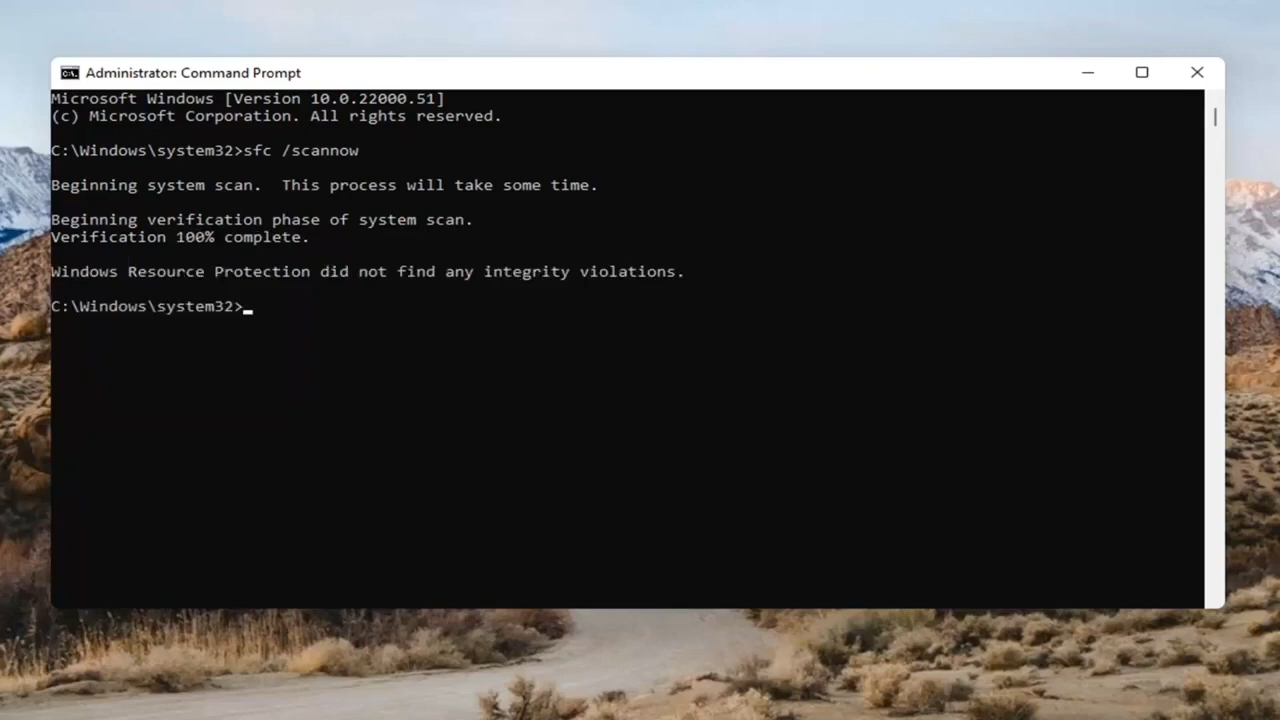 Administrator: Command Prompt
Microsoft Windows [Version 10.0.22000.51]
(c) Microsoft Corporation. All rights reserved.
C:\Windows\system32>sfc /scannow
Beginning system scan.  This process will take some time.
Beginning verification phase of system scan.
Verification 100% complete.
Windows Resource Protection did not find any integrity violations.
C:\Windows\system32>